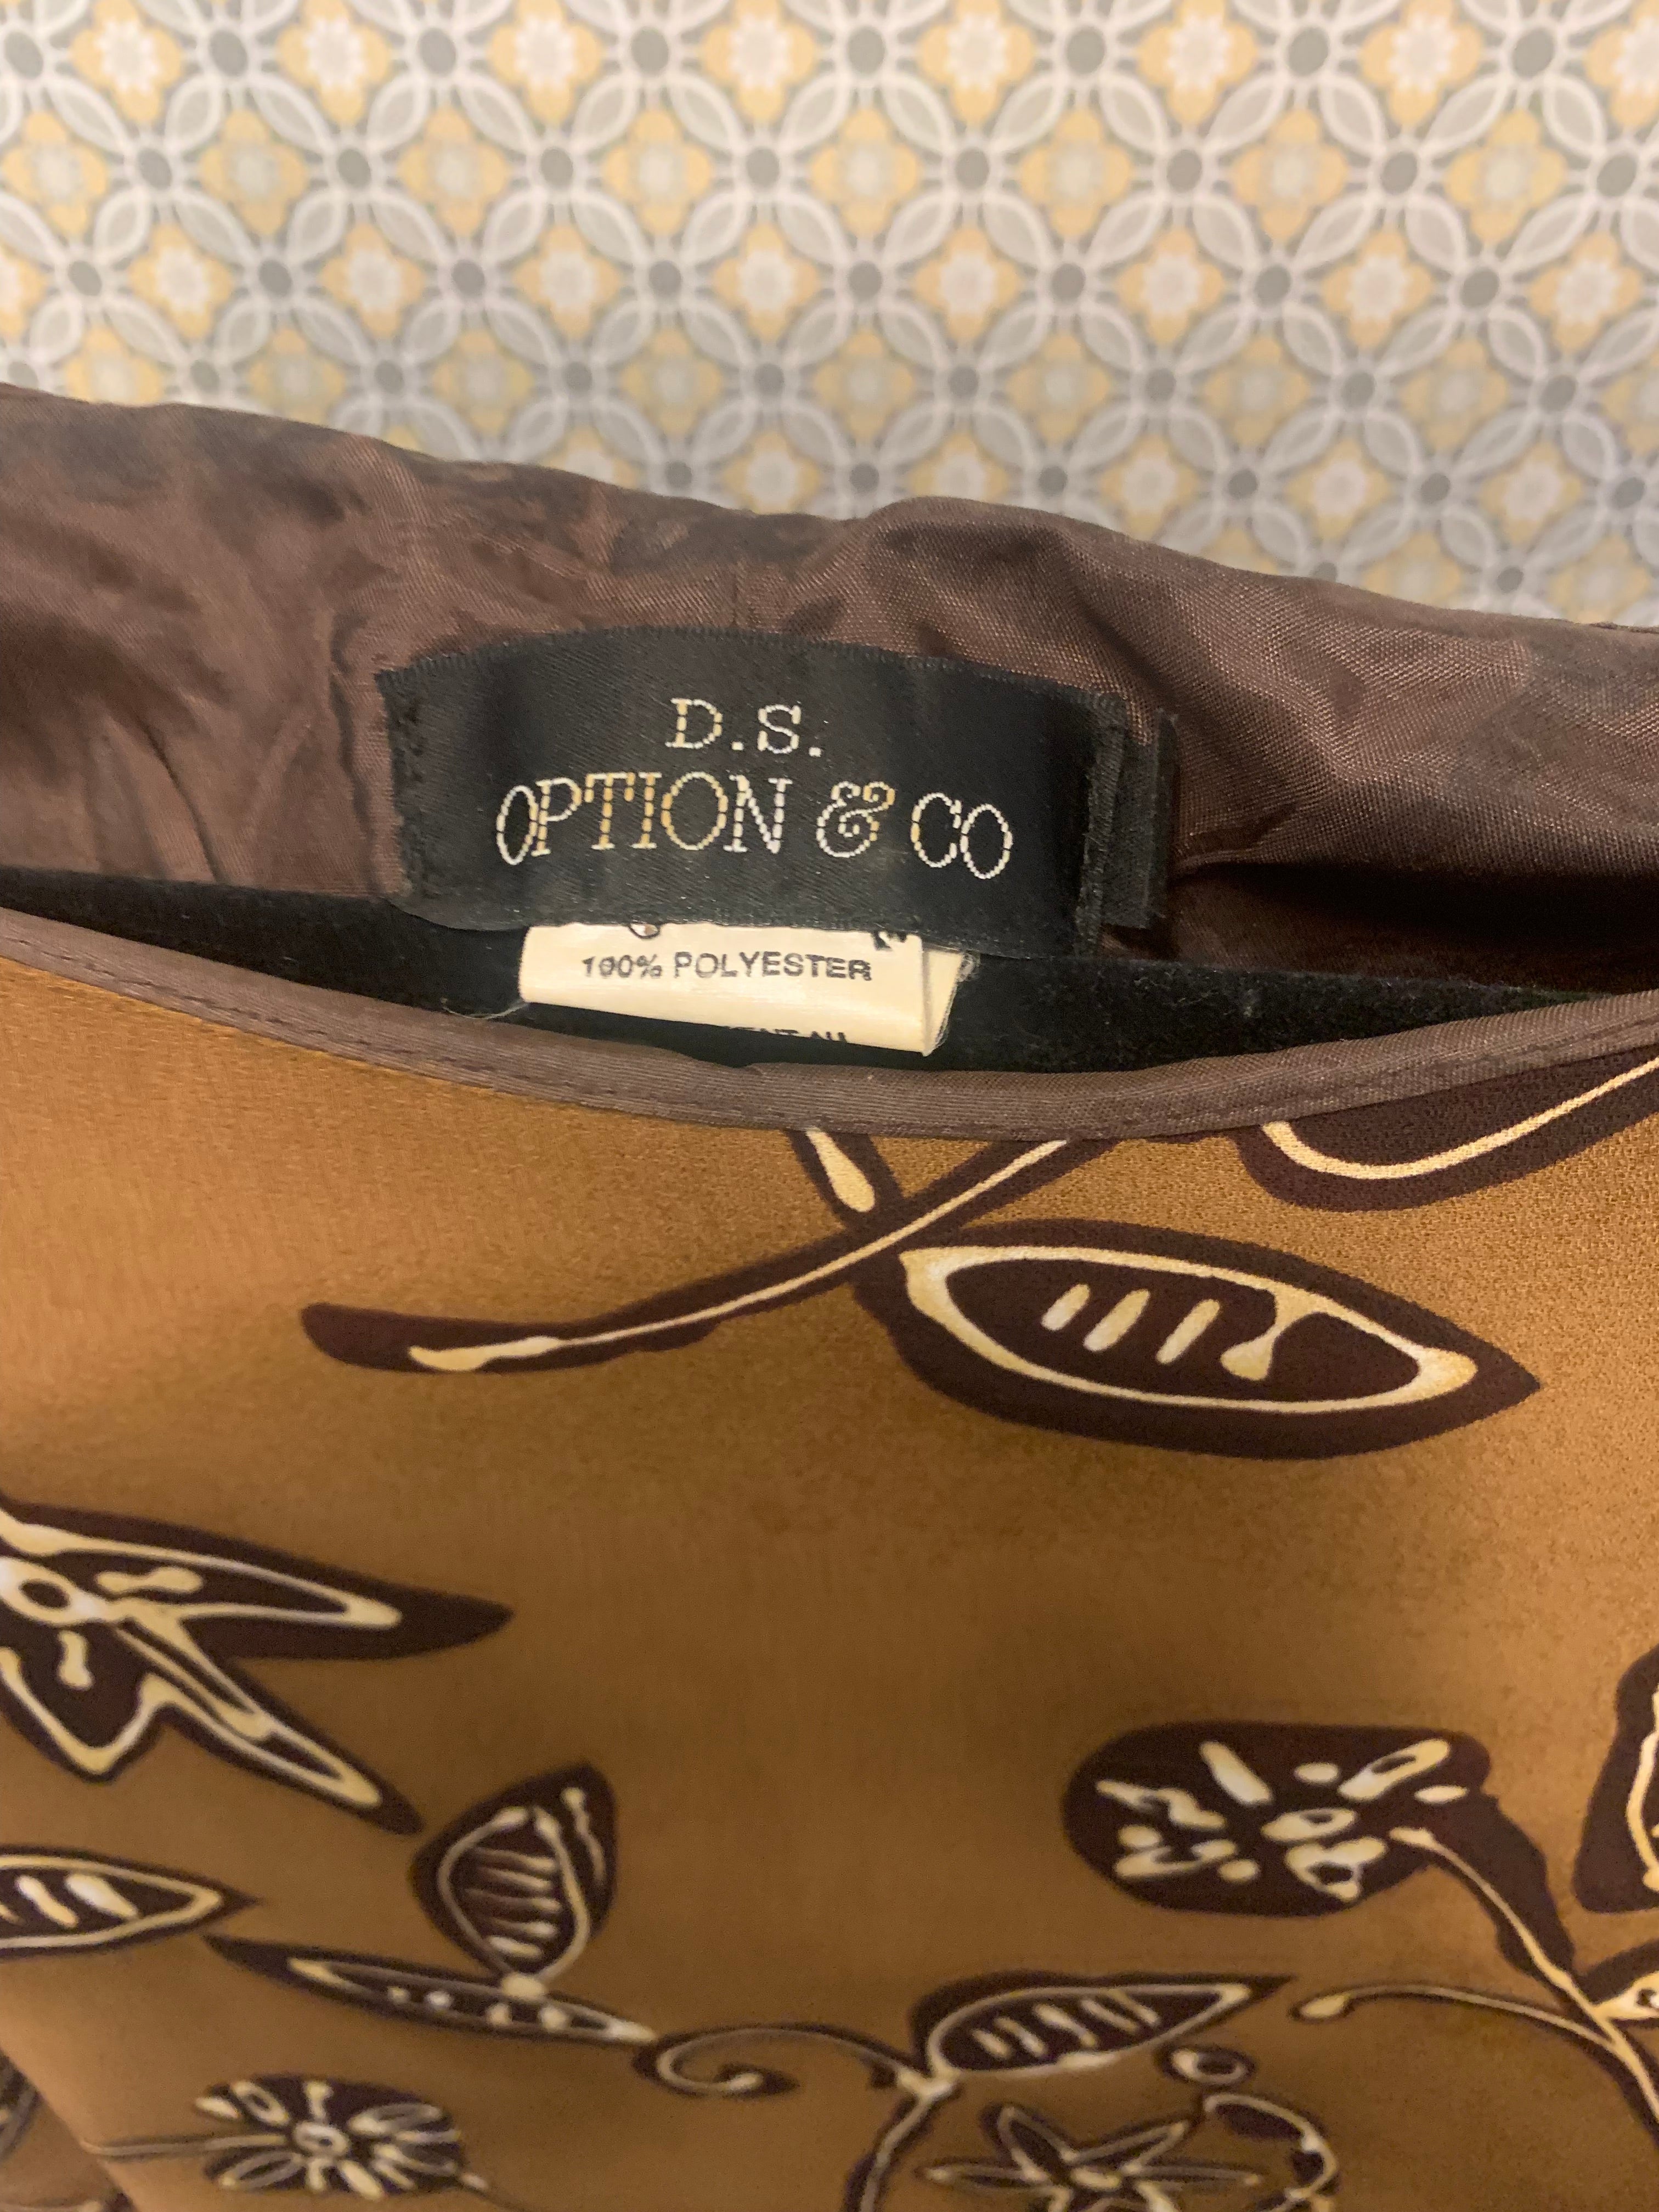 D.S.
OPTION & CO
100% POLYESTER